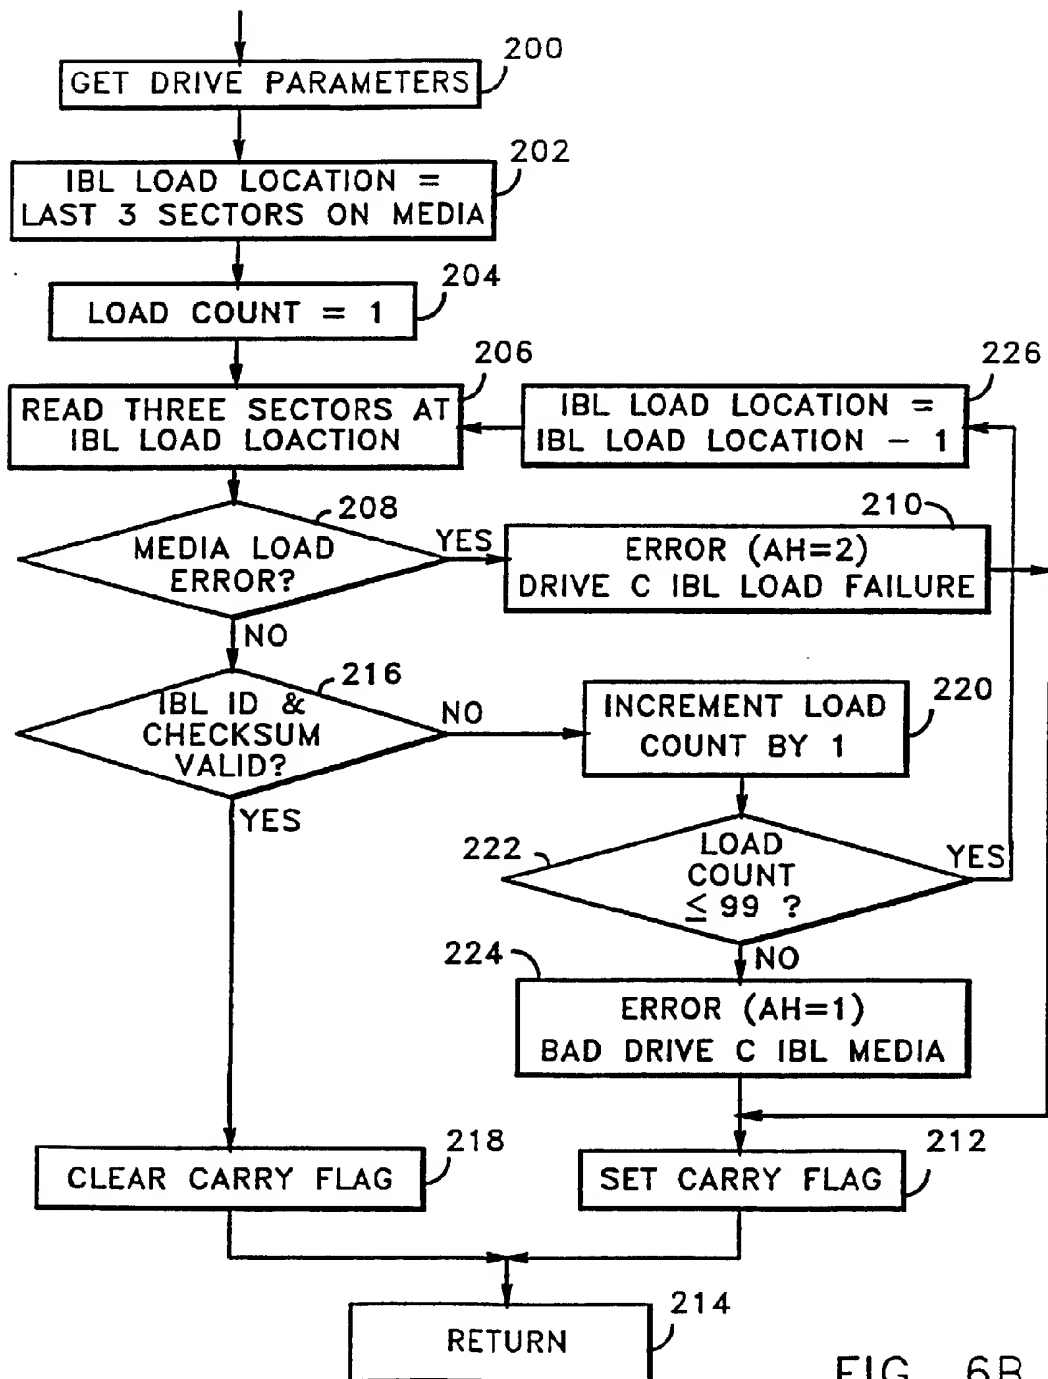 200
GET DRIVE PARAMETERS
202
IBL LOAD LOCATION =
LAST 3 SECTORS ON MEDIA
204
LOAD COUNT = 1
206
READ THREE SECTORS AT
IBL LOAD LOACTION
226
IBL LOAD LOCATION =
IBL LOAD LOCATION - 1
208
MEDIA LOAD
ERROR?
YES
NO
210
ERROR (AH=2)
DRIVE C IBL LOAD FAILURE
216
IBL ID &
CHECKSUM
VALID?
NO
YES
220
INCREMENT LOAD
COUNT BY 1
222
LOAD
COUNT
≤ 99 ?
YES
NO
224
ERROR (AH=1)
BAD DRIVE C IBL MEDIA
218
CLEAR CARRY FLAG
212
SET CARRY FLAG
214
RETURN
FIG. 6B